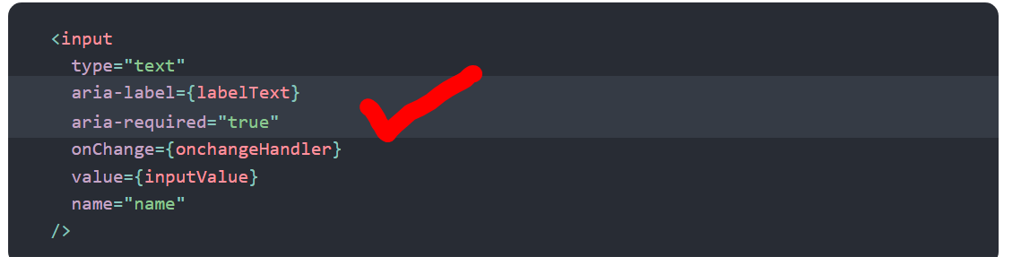 <input
type="text"
aria-label={labelText}
aria-required="true"
onChange={onchangeHandler}
value={inputValue}
name="name"
/>